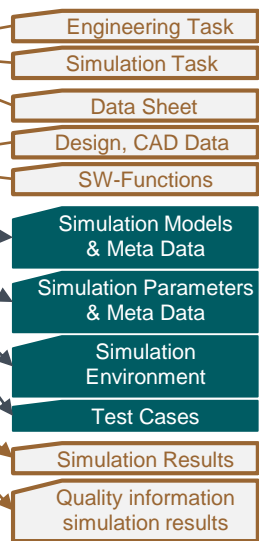 Engineering Task
Simulation Task
Data Sheet
Design, CAD Data
SW-Functions
Simulation Models
& Meta Data
Simulation Parameters
& Meta Data
Simulation
Environment
Test Cases
Simulation Results
Quality information
simulation results